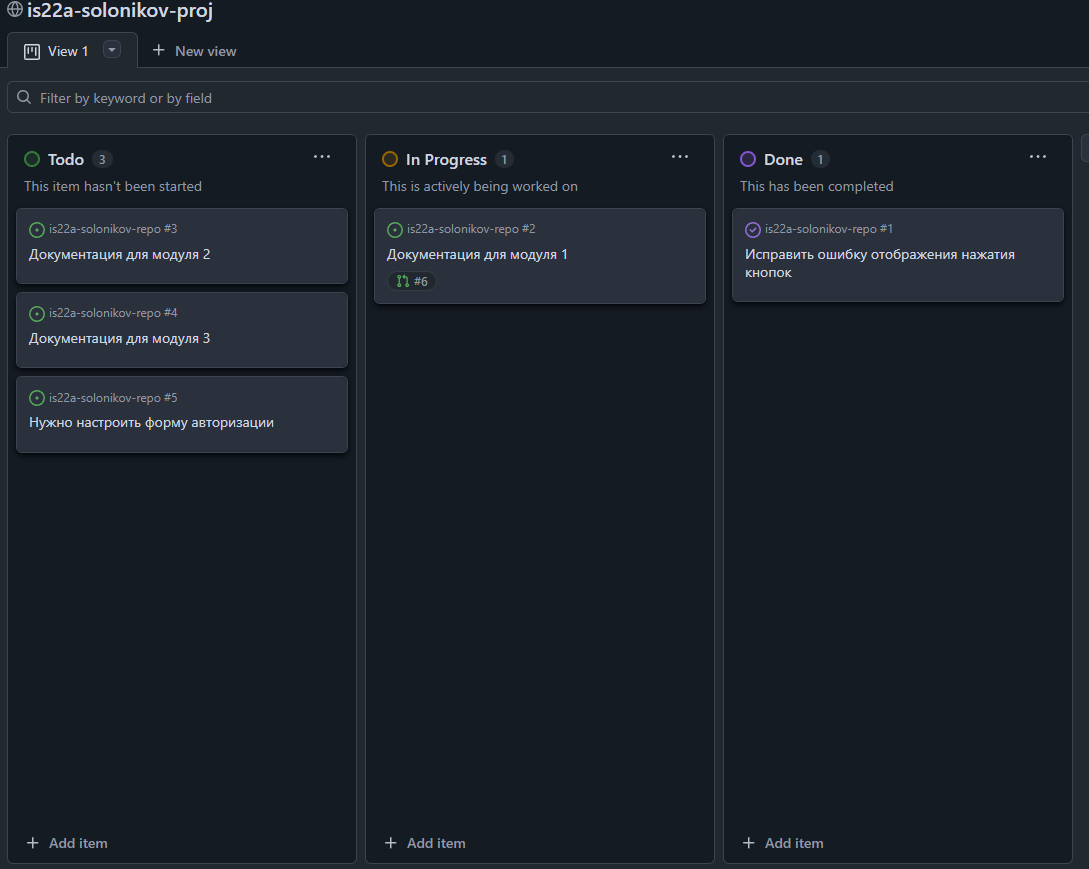 is22a-solonikov-proj
View 1
New view
Filter by keyword or by field
Todo 3
This item hasn't been started
is22a-solonikov-repo #3
Документация для модуля 2
is22a-solonikov-repo #4
Документация для модуля 3
is22a-solonikov-repo #5
Нужно настроить форму авторизации
Add item
In Progress 1
This is actively being worked on
is22a-solonikov-repo #2
Документация для модуля 1
#6
Add item
Done 1
This has been completed
is22a-solonikov-repo #1
Исправить ошибку отображения нажатия
кнопок
Add item